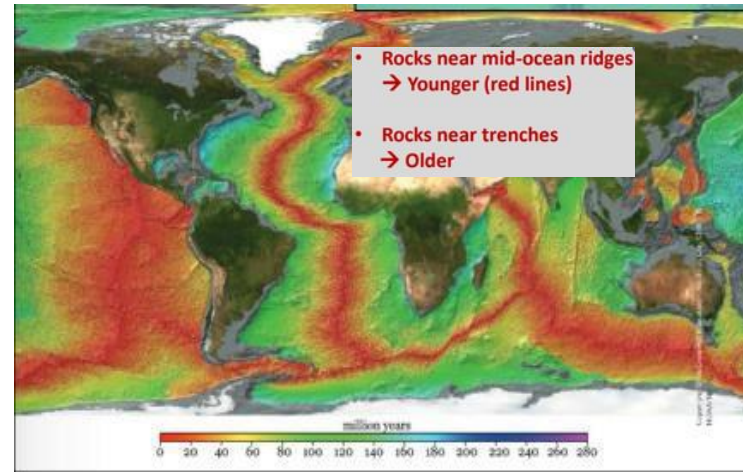 • Rocks near mid-ocean ridges
→ Younger (red lines)
• Rocks near trenches
→ Older
million years
0 20 40 60 80 100 120 140 160 180 200 220 240 260 280